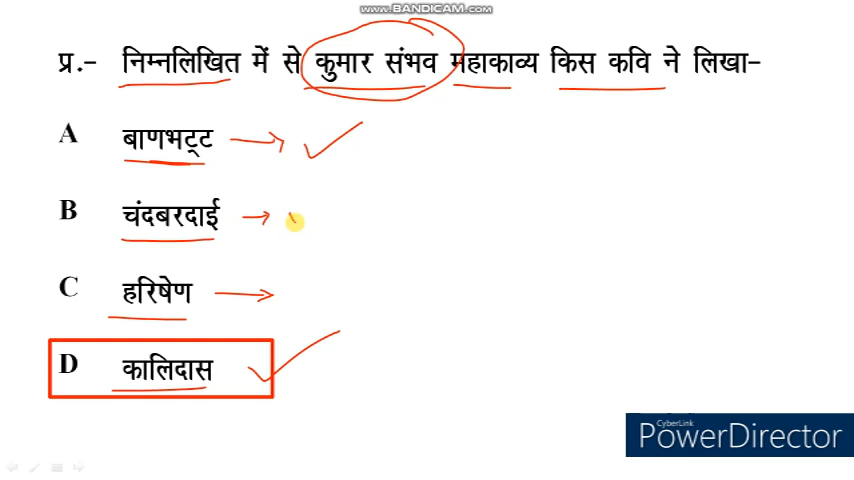 www.BANDICAM.com
प्र.- निम्नलिखित में से कुमार संभव महाकाव्य किस कवि ने लिखा-
A बाणभट्ट
B चंदबरदाई
C हरिषेण
D कालिदास
CyberLink
PowerDirector